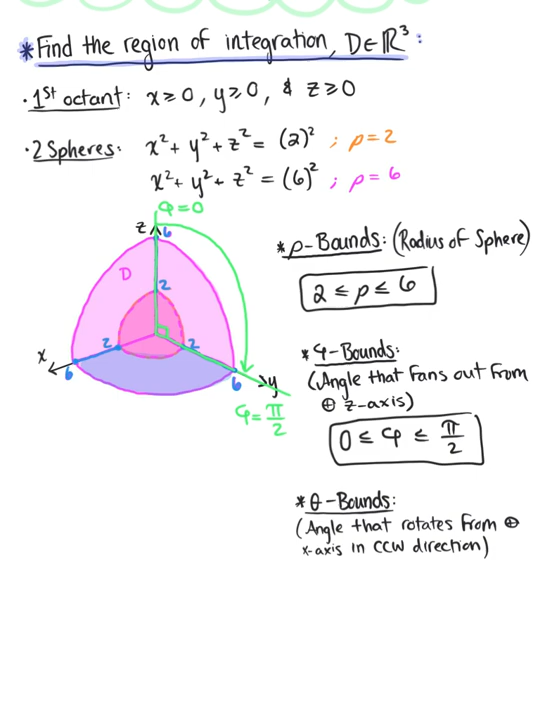 *Find the region of integration, D∈ℝ³:
·1st octant: x≥0, y≥0, & z≥0
·2 Spheres: x²+ y²+ z² = (2)² ; ρ=2
x²+ y²+ z² = (6)² ; ρ= 6
φ=0
z
6
D
2
x
2
2
6
6
y
φ= π/2
*ρ-Bounds: (Radius of Sphere)
2 ≤ ρ ≤ 6
*φ-Bounds:
(Angle that fans out from
⊕ z-axis)
0 ≤ φ ≤ π/2
*θ-Bounds:
(Angle that rotates from ⊕
x-axis in CCW direction)